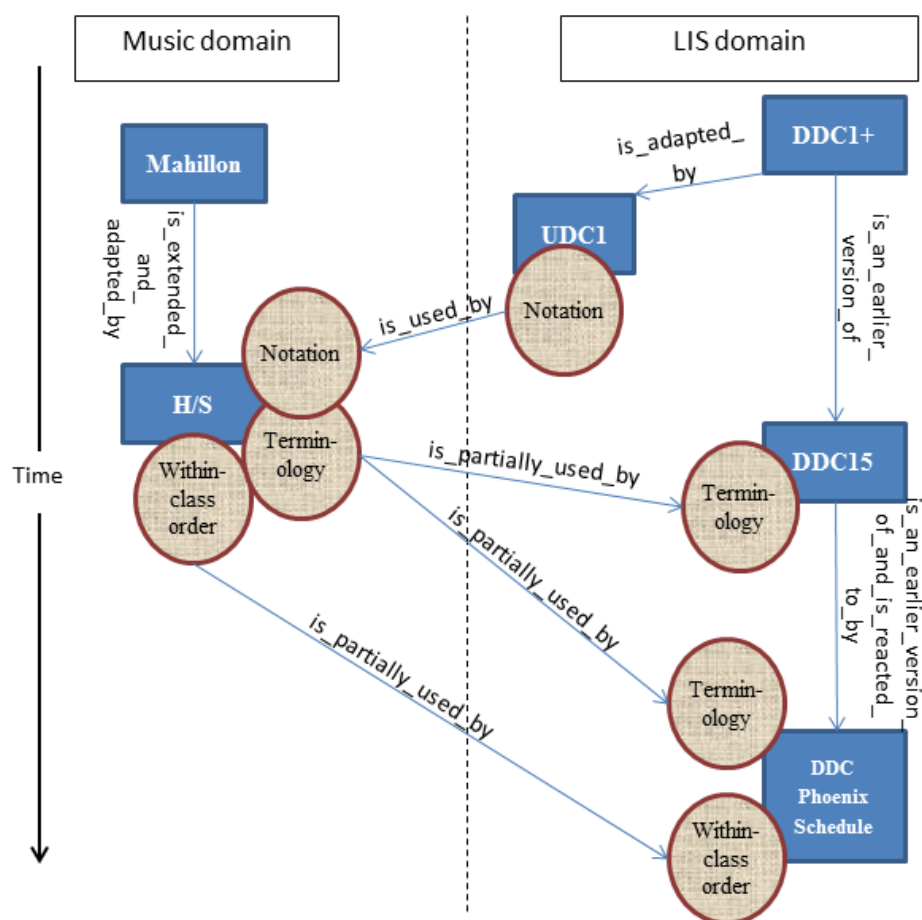 Music domain
LIS domain
DDC1+
Mahillon
is_adapted_
by
UDC1
Notation
is_extended_
and_
adapted_by
is_an_earlier_
version_of
is_used_by
Notation
H/S
Termin-
ology
Within-
class
order
Time
is_partially_used_by
DDC15
Termin-
ology
is_partially_used_by
is_an_earlier_version_
of_and_is_reacted_
to_by
is_partially_used_by
Termin-
ology
DDC
Phoenix
Schedule
Within-
class
order